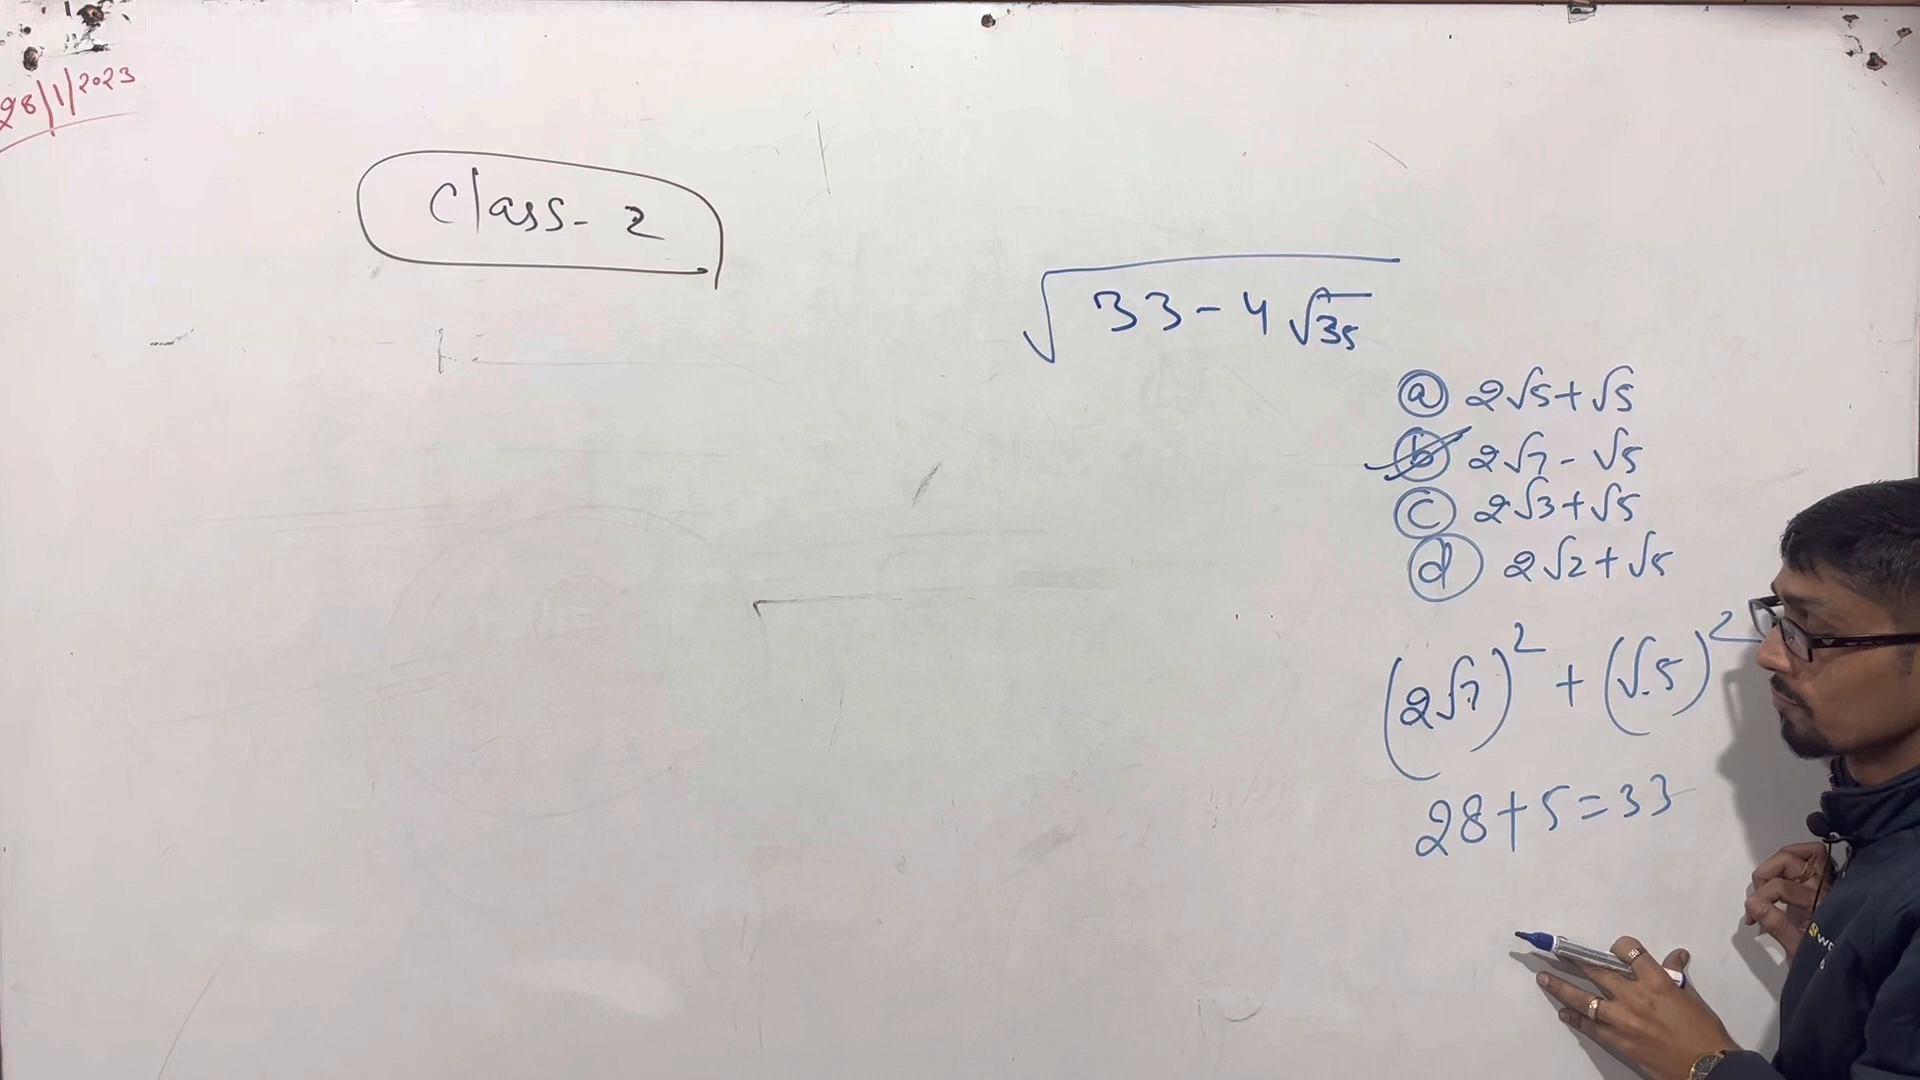 28/1/2023
Class-2
√(33-4√35)
(a) 2√5+√5
(b) 2√7-√5
(c) 2√3+√5
(d) 2√2+√5
(2√7)²+(√5)²
28+5=33